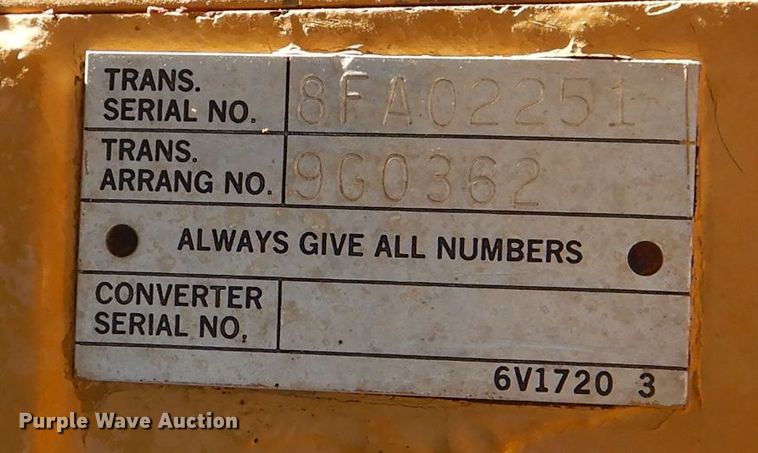 TRANS.
SERIAL NO. 8FA02251
TRANS.
ARRANG NO. 9G0362
ALWAYS GIVE ALL NUMBERS
CONVERTER
SERIAL NO.
6V1720 3
Purple Wave Auction